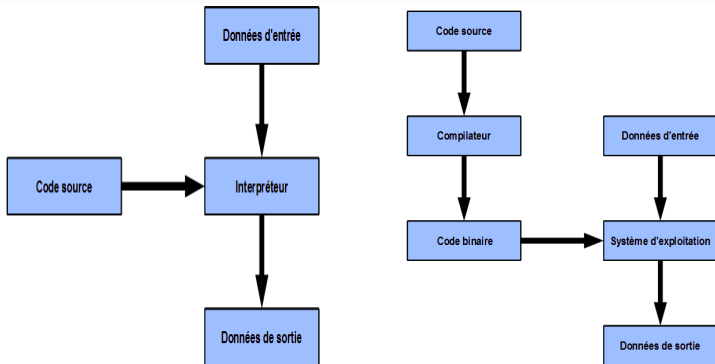 Données d'entrée
Code source
Interpréteur
Données de sortie
Code source
Compilateur
Données d'entrée
Code binaire
Système d'exploitation
Données de sortie